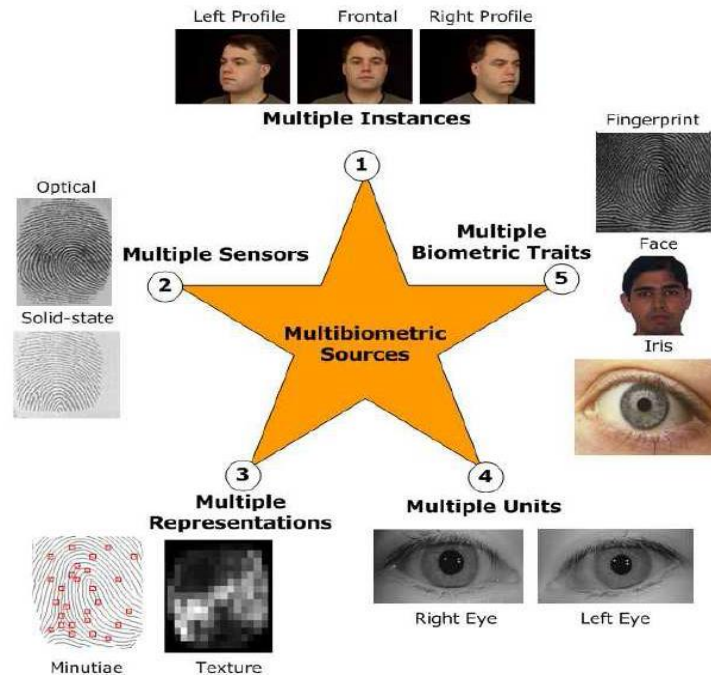 Left Profile
Frontal
Right Profile
Multiple Instances
1
Optical
Multiple Sensors
2
Solid-state
Fingerprint
Multiple
Biometric Traits
5
Face
Iris
Multibiometric
Sources
3
Multiple
Representations
Minutiae
Texture
4
Multiple Units
Right Eye
Left Eye